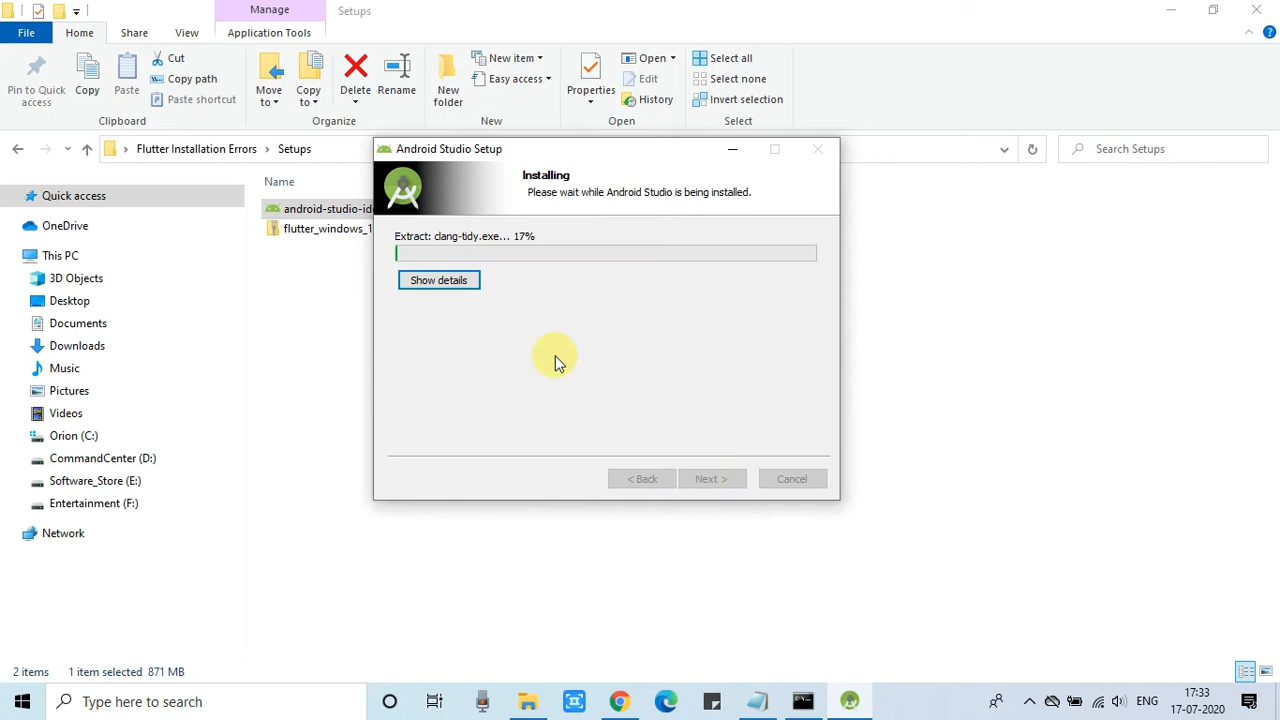 Manage
Setups
File
Home
Share
View
Application Tools
Pin to Quick
access
Copy
Paste
Cut
Copy path
Paste shortcut
Clipboard
Move
to
Copy
to
Delete
Rename
Organize
New
folder
New item
Easy access
New
Properties
Open
Edit
History
Open
Select all
Select none
Invert selection
Select
Flutter Installation Errors
Setups
Search Setups
Name
android-studio-id
flutter_windows_1
Quick access
OneDrive
This PC
3D Objects
Desktop
Documents
Downloads
Music
Pictures
Videos
Orion (C:)
CommandCenter (D:)
Software_Store (E:)
Entertainment (F:)
Network
Android Studio Setup
Installing
Please wait while Android Studio is being installed.
Extract: clang-tidy.exe... 17%
Show details
< Back
Next >
Cancel
2 items
1 item selected 871 MB
Type here to search
ENG
17:33
17-07-2020